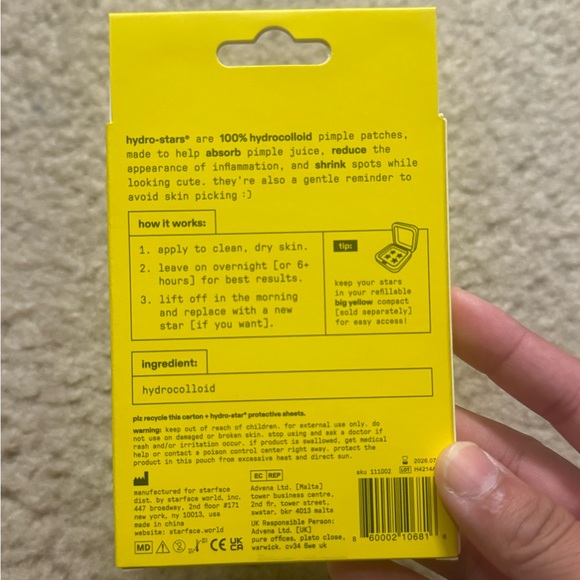 hydro-stars® are 100% hydrocolloid pimple patches,
made to help absorb pimple juice, reduce the
appearance of inflammation, and shrink spots while
looking cute. they're also a gentle reminder to
avoid skin picking :)
how it works:
1. apply to clean, dry skin.
2. leave on overnight [or 6+
hours] for best results.
3. lift off in the morning
and replace with a new
star [if you want].
tip:
keep your stars
in your refillable
big yellow compact
[sold separately]
for easy access!
ingredient:
hydrocolloid
plz recycle this carton + hydro-star® protective sheets.
warning: keep out of reach of children. for external use only. do
not use on damaged or broken skin. stop using and ask a doctor if
rash and/or irritation occur. if product is swallowed, get medical
help or contact a poison control center right away. protect the
product in this pouch from excessive heat and direct sun.
manufactured for starface
dist. by starface world, inc.
447 broadway, 2nd floor #171
new york, ny 10013, usa
made in china
website: starface.world
MD
CE
UK
CA
EC REP
Advena Ltd. [Malta]
tower business centre,
2nd flr, tower street,
swatar, bkr 4013 malta
UK Responsible Person:
Advena Ltd. [UK]
pure offices, plato close,
warwick. cv34 6we uk
2026.07
LOT H4214A
sku 111002
8 60002 10681 8